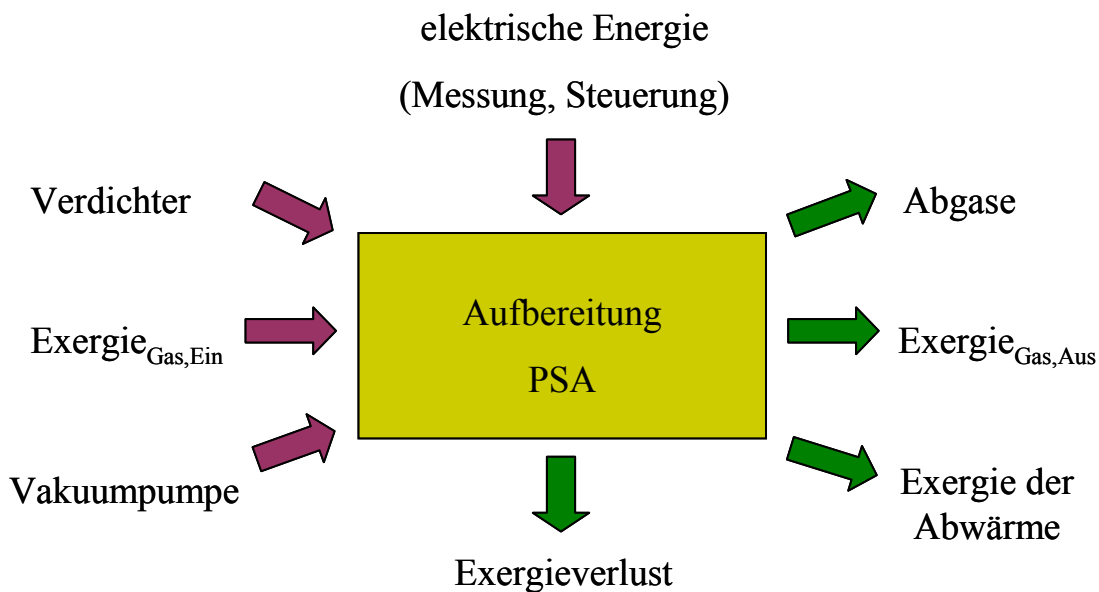 elektrische Energie
(Messung, Steuerung)
Verdichter
Abgase
Aufbereitung
PSA
Exergie_Gas,Ein
Exergie_Gas,Aus
Vakuumpumpe
Exergie der
Abwärme
Exergieverlust